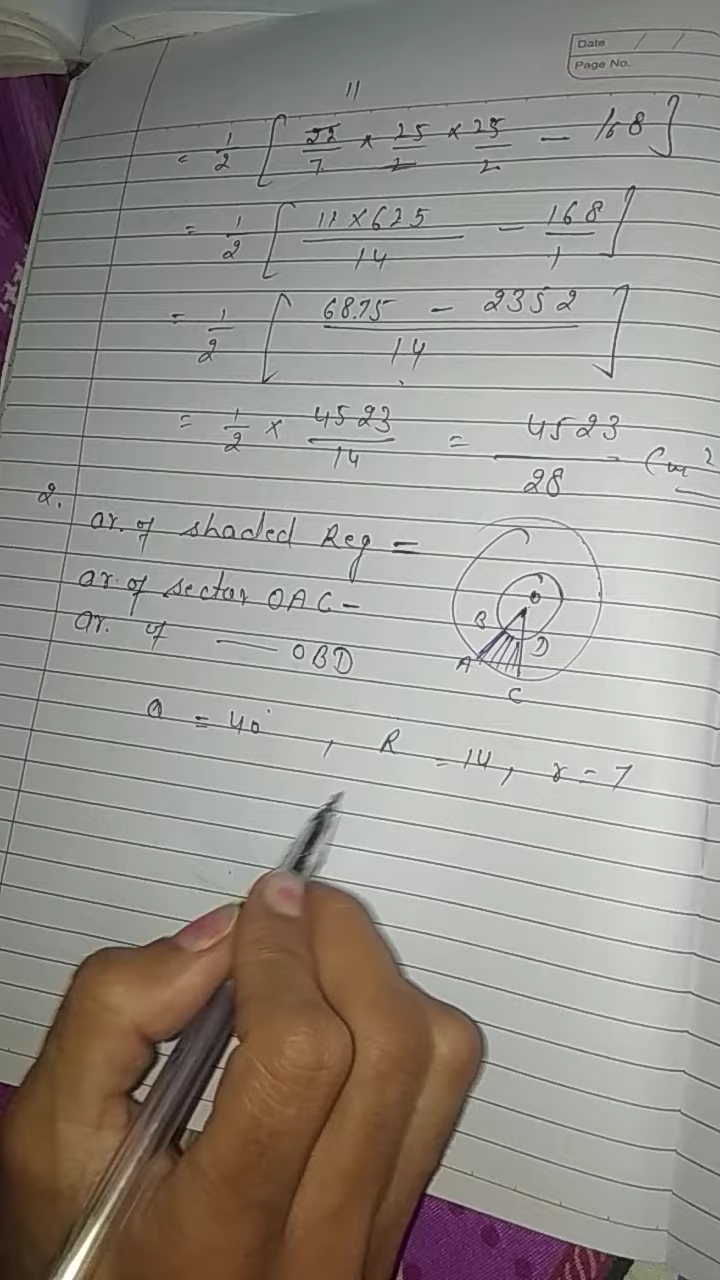 Date / /
Page No.
11
= 1/2 [ 22/7 × 25/2 × 25/2 - 168 ]
= 1/2 [ 11×625/14 - 168/1 ]
= 1/2 [ 6875 - 2352 / 14 ]
= 1/2 × 4523/14 = 4523/28 cm²
2. ar. of shaded Reg =
ar. of sector OAC -
ar. of — OBD
O
B
A
D
C
θ = 40°, R = 14, r = 7